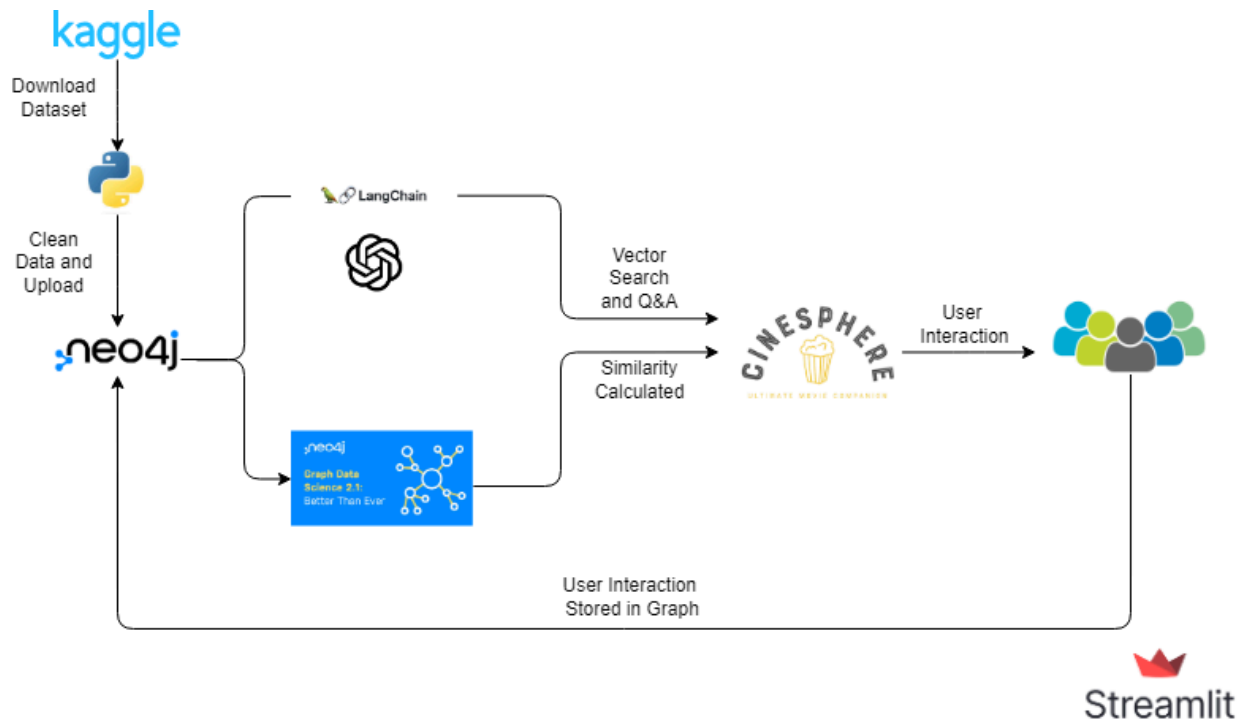 kaggle
Download
Dataset
Clean
Data and
Upload
neo4j
LangChain
Vector
Search
and Q&A
Similarity
Calculated
neo4j
Graph Data
Science 2.1:
Better Than Ever
CINESPHERE
ULTIMATE MOVIE COMPANION
User
Interaction
User Interaction
Stored in Graph
Streamlit